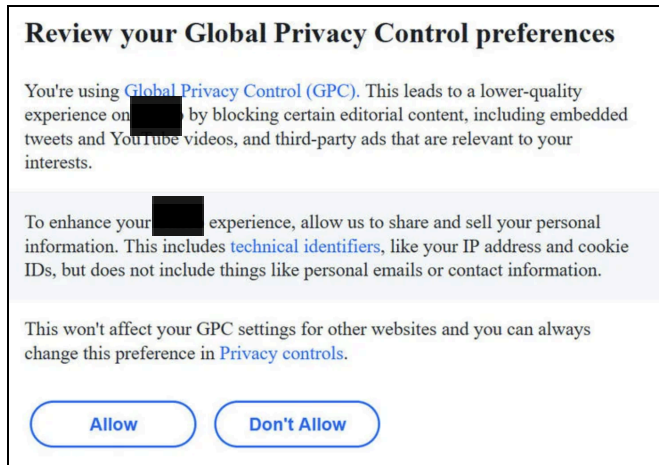 Review your Global Privacy Control preferences
You're using Global Privacy Control (GPC). This leads to a lower-quality
experience on by blocking certain editorial content, including embedded
tweets and YouTube videos, and third-party ads that are relevant to your
interests.
To enhance your experience, allow us to share and sell your personal
information. This includes technical identifiers, like your IP address and cookie
IDs, but does not include things like personal emails or contact information.
This won't affect your GPC settings for other websites and you can always
change this preference in Privacy controls.
Allow
Don't Allow